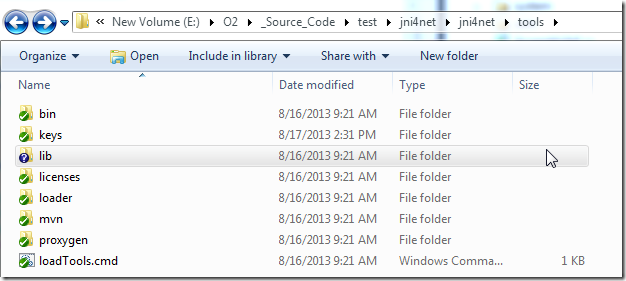 New Volume (E:) O2 _Source_Code test jni4net jni4net tools
Organize Open Include in library Share with New folder
Name Date modified Type Size
bin 8/16/2013 9:21 AM File folder
keys 8/17/2013 2:31 PM File folder
lib 8/16/2013 9:21 AM File folder
licenses 8/16/2013 9:21 AM File folder
loader 8/16/2013 9:21 AM File folder
mvn 8/16/2013 9:21 AM File folder
proxygen 8/16/2013 9:21 AM File folder
loadTools.cmd 8/16/2013 9:21 AM Windows Comma... 1 KB